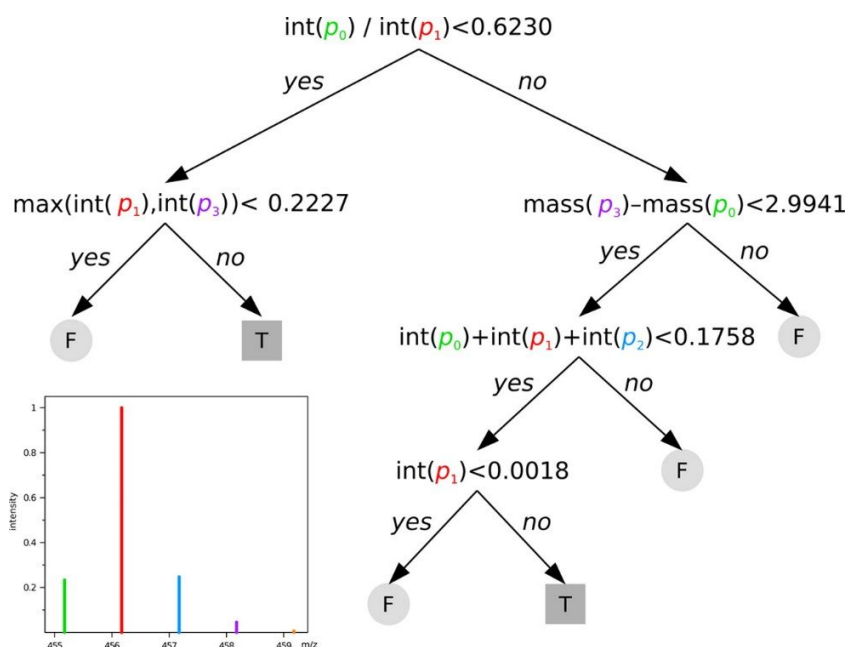 int(p₀) / int(p₁)<0.6230
yes
no
max(int( p₁),int(p₃))< 0.2227
mass(p₃)–mass(p₀)<2.9941
yes
no
yes
no
F
T
int(p₀)+int(p₁)+int(p₂)<0.1758
F
yes
no
int(p₁)<0.0018
F
yes
no
F
T
1
0.8
0.6
0.4
0.2
intensity
455
456
457
458
459
m/z